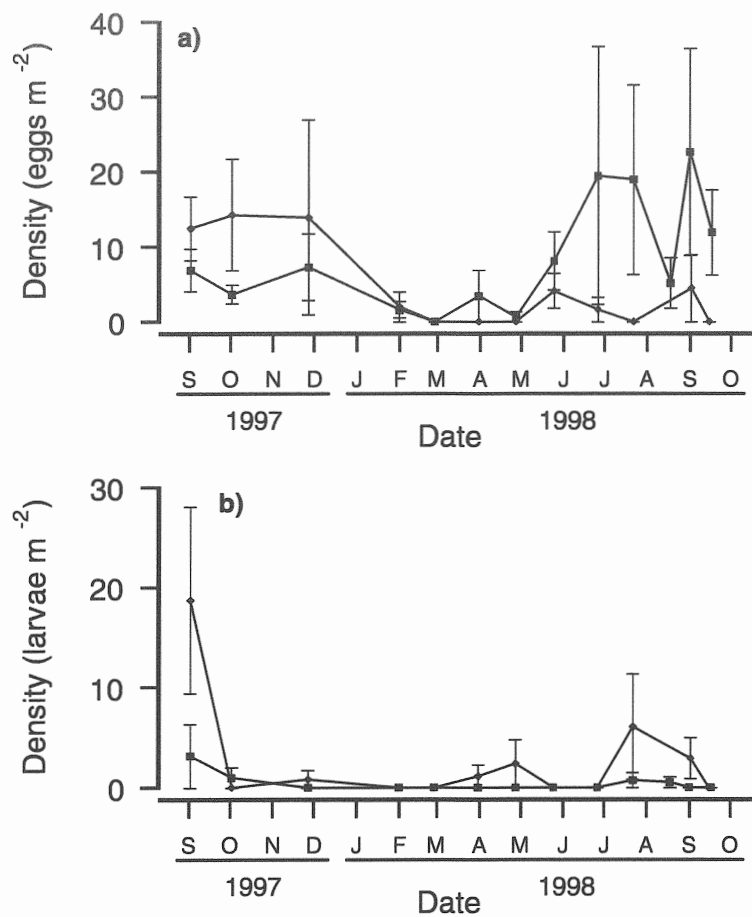 40
a)
30
20
10
0
Density (eggs m -2)
S O N D J F M A M J J A S O
1997 1998
Date
30
b)
20
10
0
Density (larvae m -2)
S O N D J F M A M J J A S O
1997 1998
Date